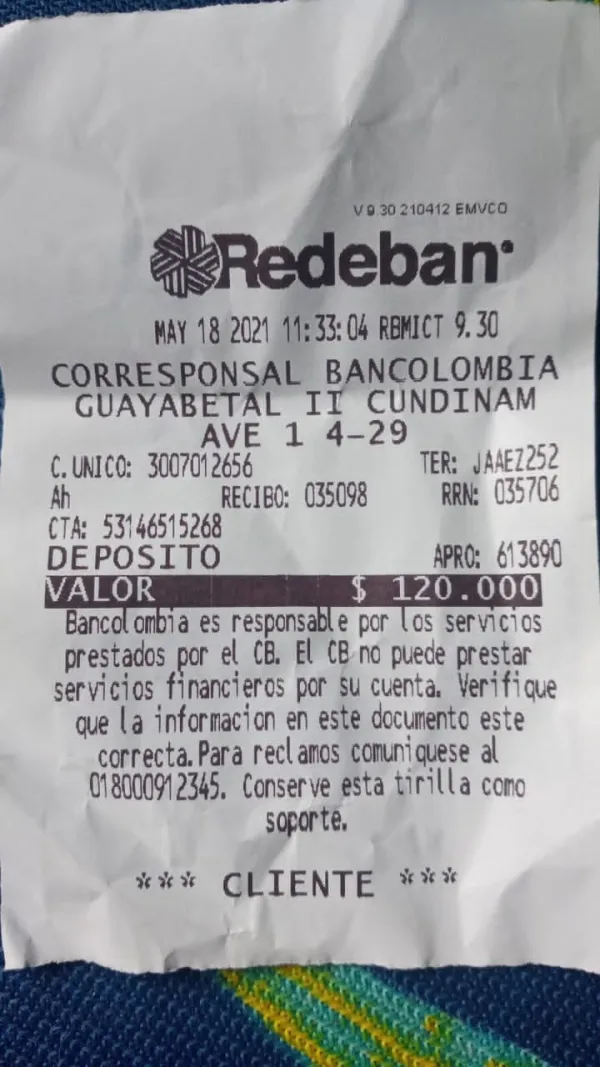 V 9.30 210412 EMVCO
Redeban
MAY 18 2021 11:33:04 RBMICT 9.30
CORRESPONSAL BANCOLOMBIA
GUAYABETAL II CUNDINAM
AVE 1 4-29
C.UNICO: 3007012656 TER: JAAEZ252
Ah RECIBO: 035098 RRN: 035706
CTA: 53146515268
DEPOSITO APRO: 613890
VALOR $ 120.000
Bancolombia es responsable por los servicios
prestados por el CB. El CB no puede prestar
servicios financieros por su cuenta. Verifique
que la informacion en este documento este
correcta.Para reclamos comuniquese al
018000912345. Conserve esta tirilla como
soporte.
*** CLIENTE ***